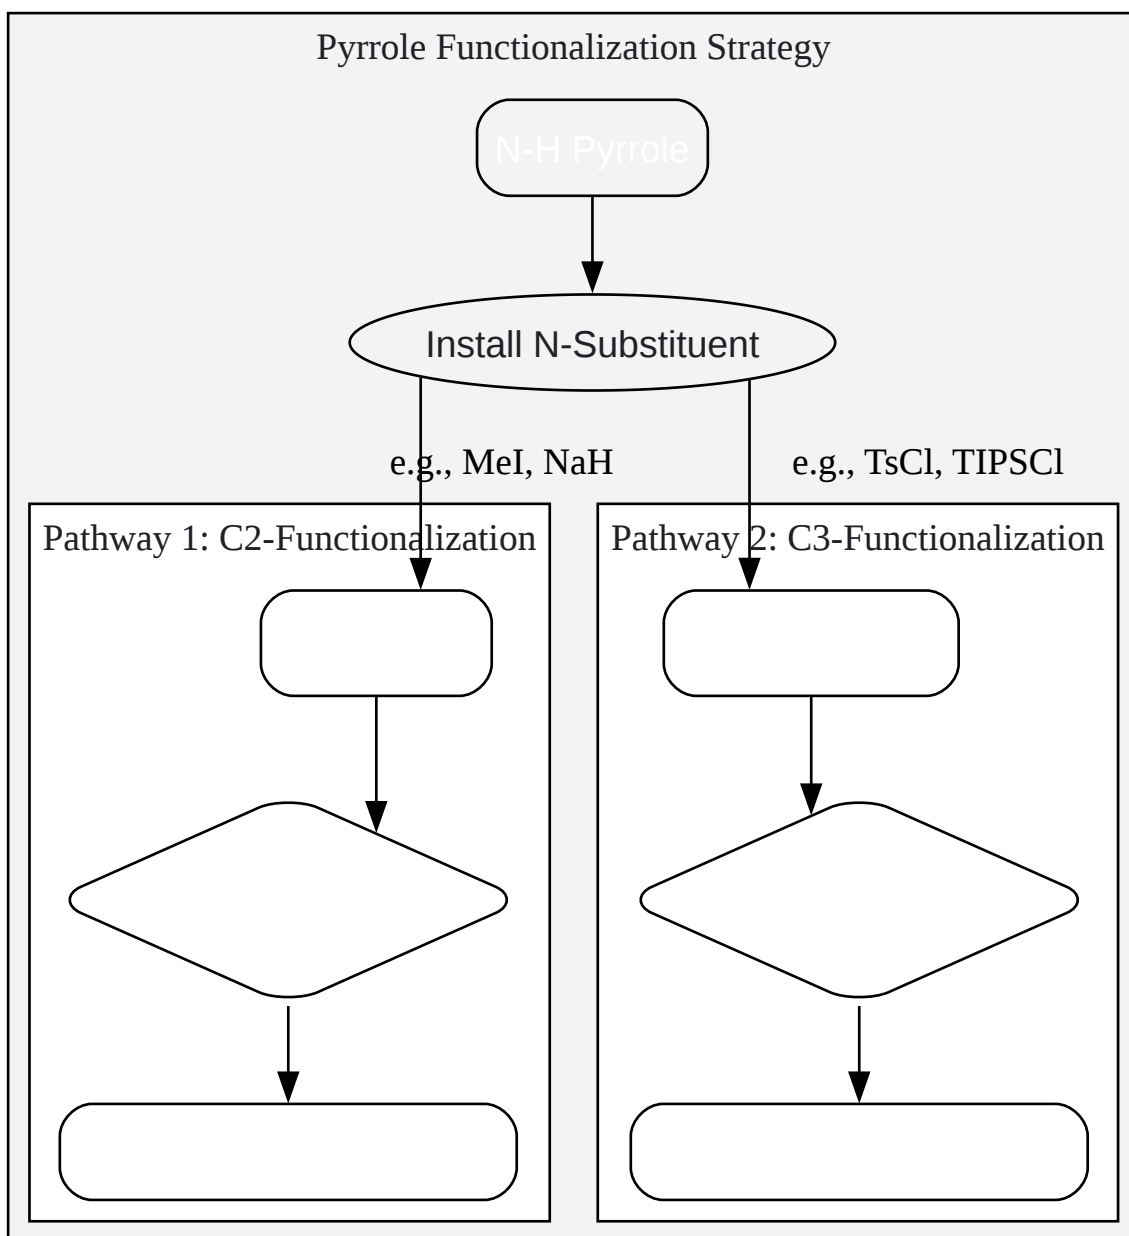 Pyrrole Functionalization Strategy
N-H Pyrrole
Install N-Substituent
e.g., MeI, NaH
e.g., TsCl, TIPSCl
Pathway 1: C2-Functionalization
Pathway 2: C3-Functionalization